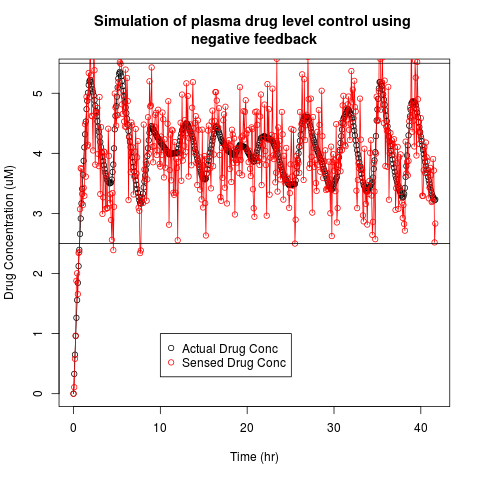 Simulation of plasma drug level control using
negative feedback
Drug Concentration (uM)
5
4
3
2
1
0
Actual Drug Conc
Sensed Drug Conc
0 10 20 30 40
Time (hr)